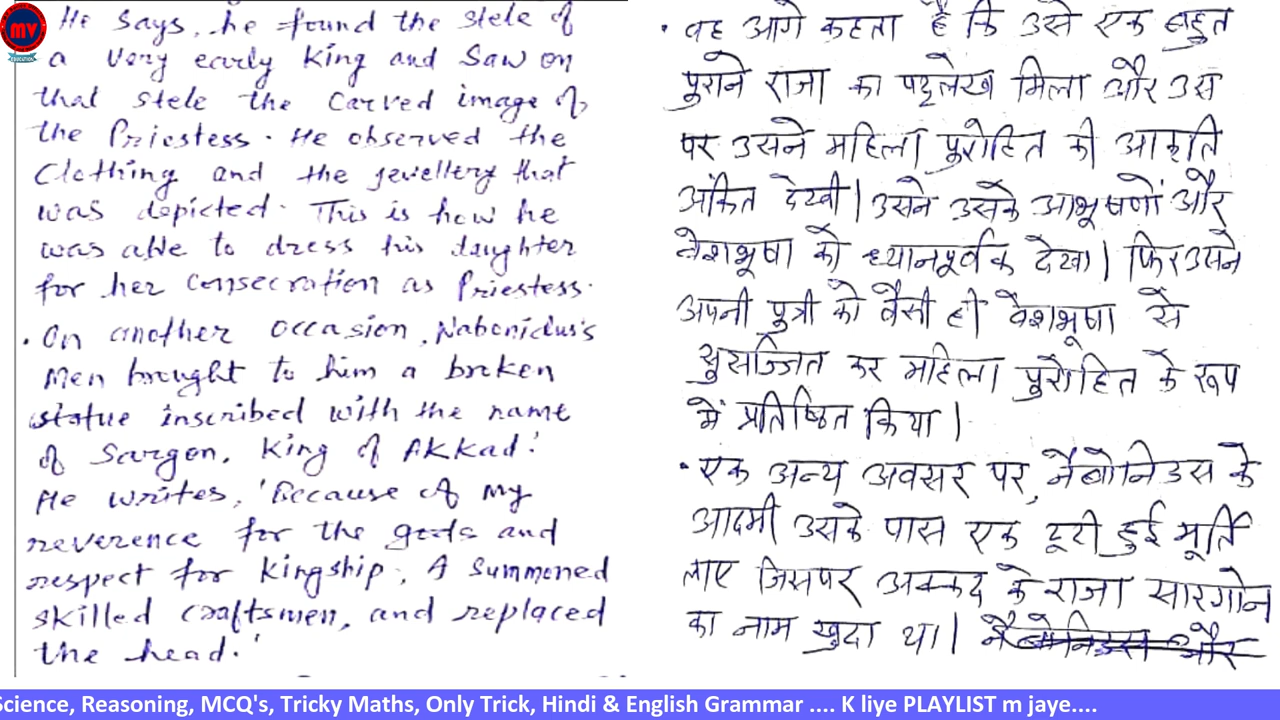 mv
EDUCATION
He says, he found the stele of
a very early king and Saw on
that stele the carved image of
the Priestess. He observed the
Clothing and the jewellery that
was depicted. This is how he
was able to dress his daughter
for her Consecration as Priestess.
• On another occasion, Nabonidus's
Men brought to him a broken
statue inscribed with the name
of Sargon, King of Akkad.'
He writes, 'Because of my
reverence for the gods and
respect for kingship, A Summoned
skilled craftsmen, and replaced
the head.'
• वह आगे कहता है कि उसे एक बहुत
पुराने राजा का पट्टलेख मिला और उस
पर उसने महिला पुरोहित की आकृति
अंकित देखी। उसने उसके आभूषणों और
वेशभूषा को ध्यानपूर्वक देखा। फिर उसने
अपनी पुत्री को वैसी ही वेशभूषा से
सुसज्जित कर महिला पुरोहित के रूप
में प्रतिष्ठित किया।
• एक अन्य अवसर पर, नैबोनिडस के
आदमी उसके पास एक टूटी हुई मूर्ति
लाए जिसपर अक्कद के राजा सारगोन
का नाम खुदा था। नैबोनिडस और
Science, Reasoning, MCQ's, Tricky Maths, Only Trick, Hindi & English Grammar .... K liye PLAYLIST m jaye....